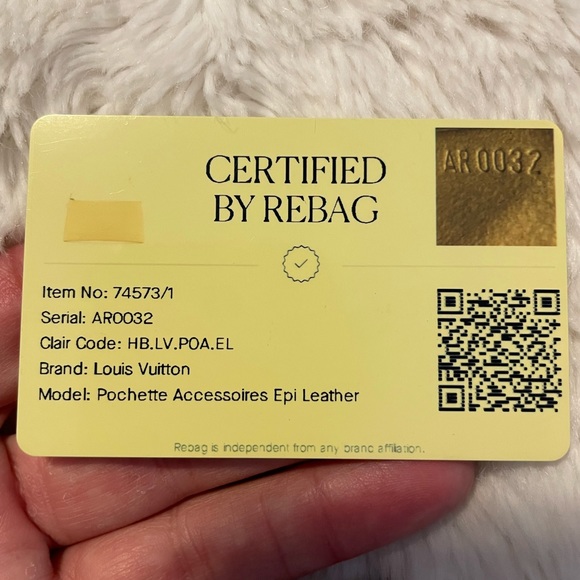 CERTIFIED
BY REBAG
AR0032
Item No: 74573/1
Serial: AR0032
Clair Code: HB.LV.POA.EL
Brand: Louis Vuitton
Model: Pochette Accessoires Epi Leather
Rebag is independent from any brand affiliation.